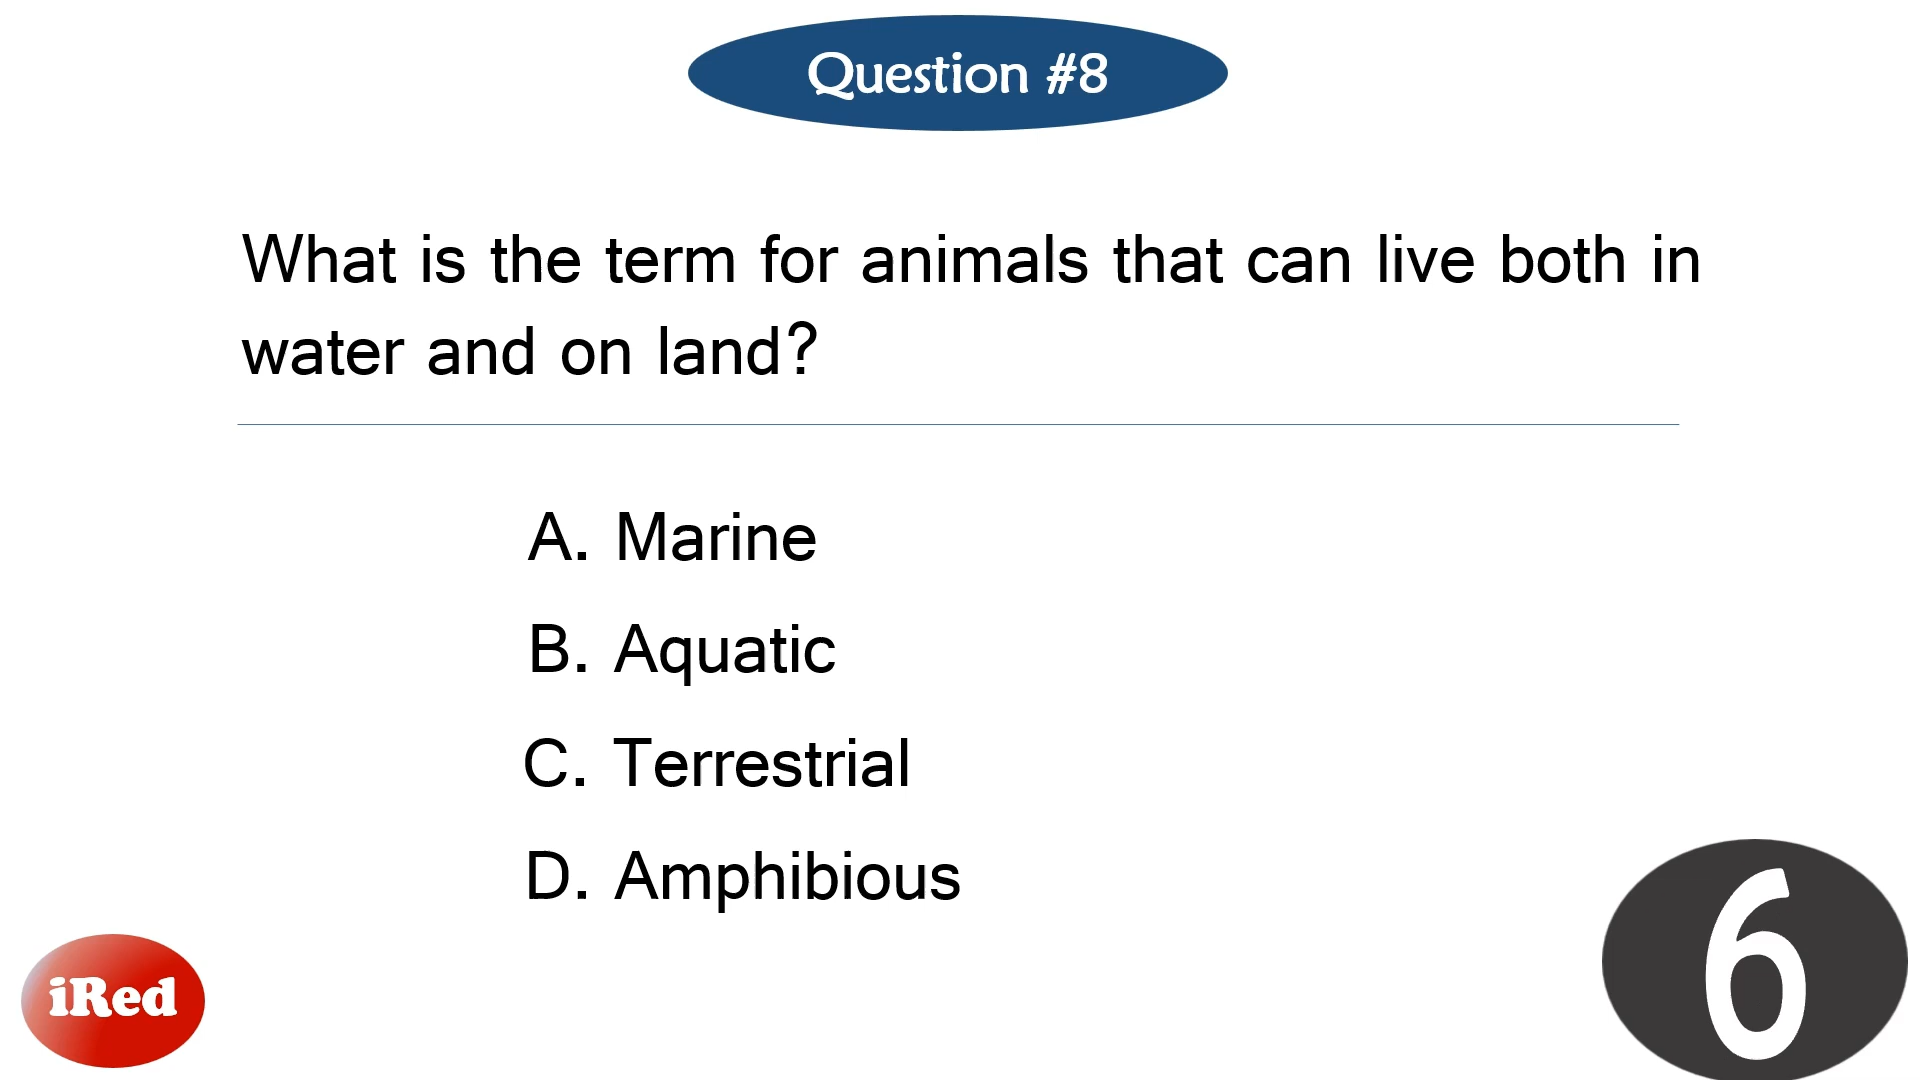 Question #8
What is the term for animals that can live both in
water and on land?
A. Marine
B. Aquatic
C. Terrestrial
D. Amphibious
iRed
6